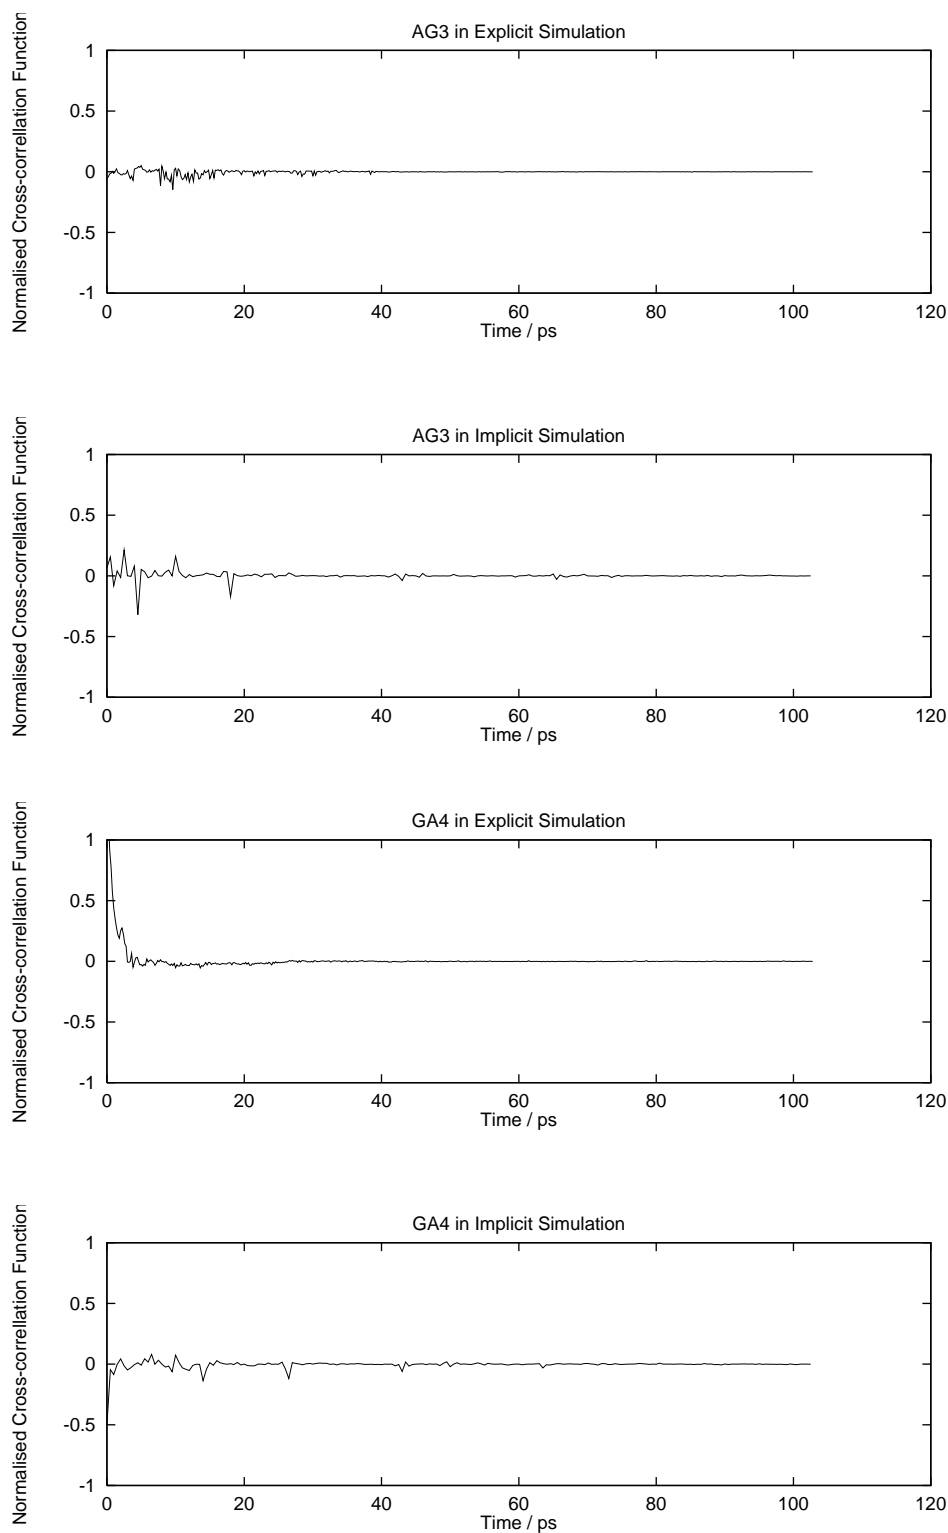 AG3 in Explicit Simulation
Normalised Cross-correllation Function
1
0.5
0
-0.5
-1
0 20 40 60 80 100 120
Time / ps
AG3 in Implicit Simulation
Normalised Cross-correllation Function
1
0.5
0
-0.5
-1
0 20 40 60 80 100 120
Time / ps
GA4 in Explicit Simulation
Normalised Cross-correllation Function
1
0.5
0
-0.5
-1
0 20 40 60 80 100 120
Time / ps
GA4 in Implicit Simulation
Normalised Cross-correllation Function
1
0.5
0
-0.5
-1
0 20 40 60 80 100 120
Time / ps